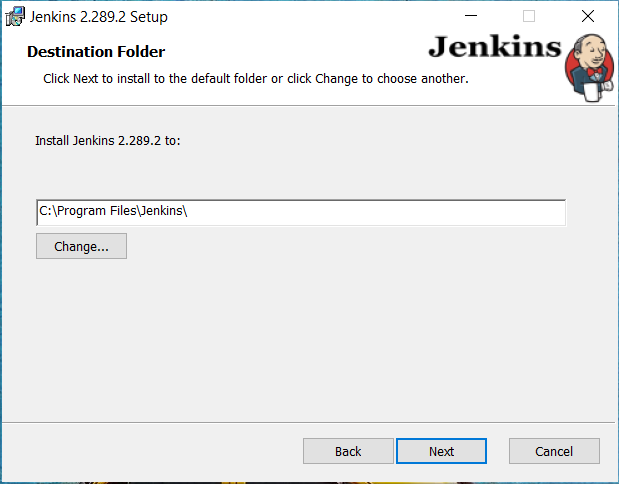 Jenkins 2.289.2 Setup
Destination Folder
Click Next to install to the default folder or click Change to choose another.
Jenkins
Install Jenkins 2.289.2 to:
C:\Program Files\Jenkins\
Change...
Back
Next
Cancel